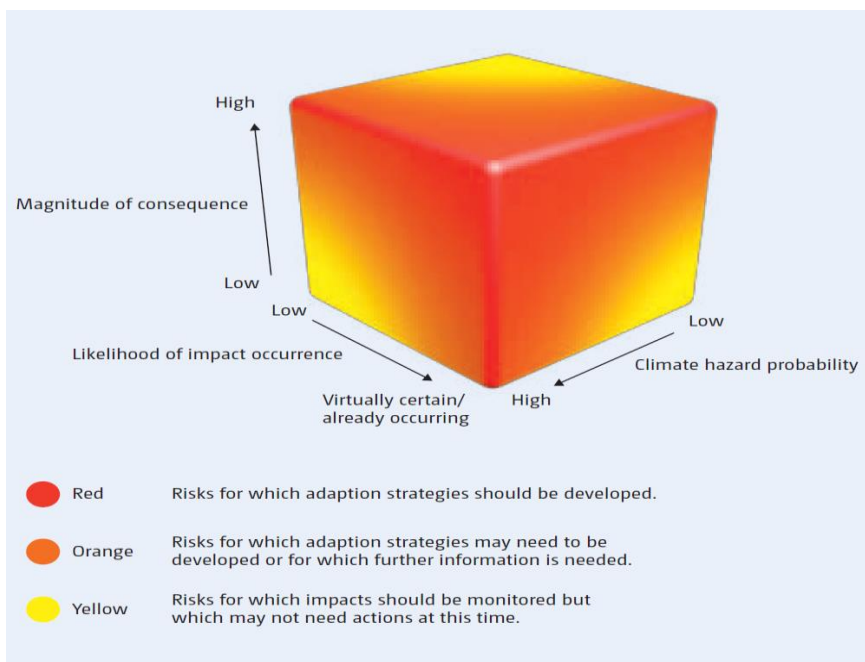 High
Magnitude of consequence
Low
Low
Low
Likelihood of impact occurrence
Climate hazard probability
Virtually certain/
already occurring
High
Red
Risks for which adaption strategies should be developed.
Orange
Risks for which adaption strategies may need to be
developed or for which further information is needed.
Yellow
Risks for which impacts should be monitored but
which may not need actions at this time.